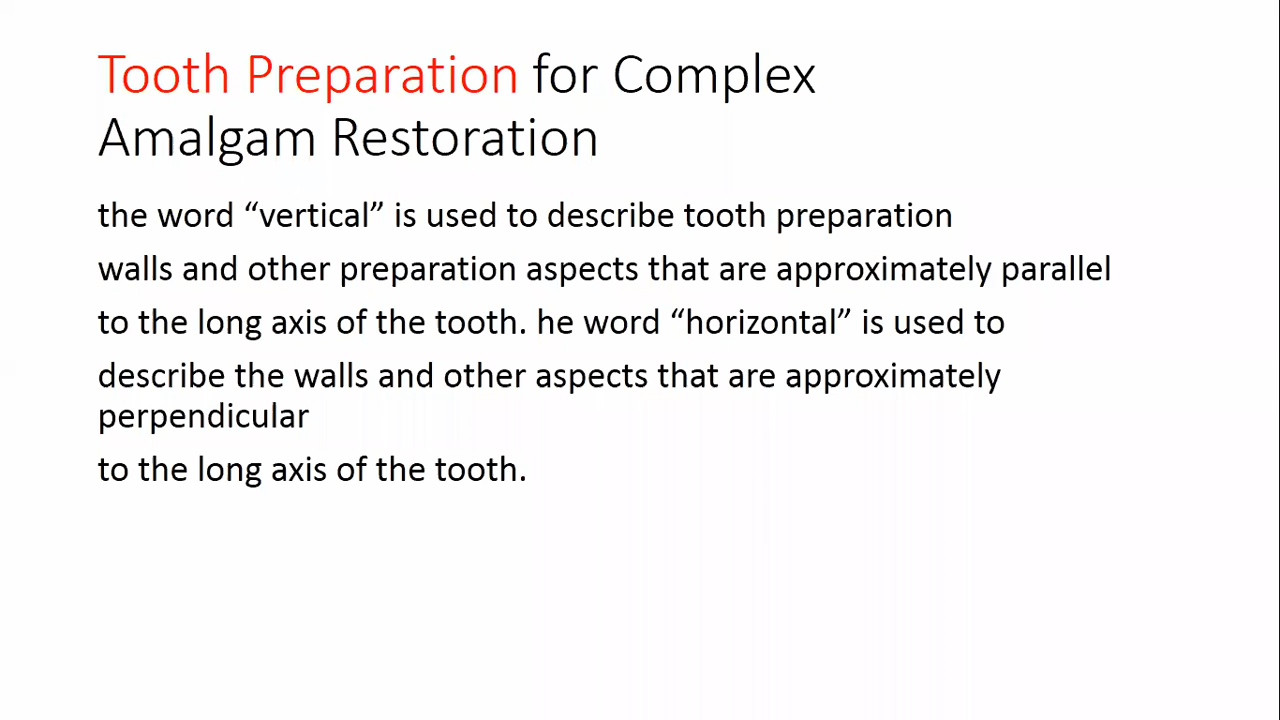 Tooth Preparation for Complex
Amalgam Restoration
the word “vertical” is used to describe tooth preparation
walls and other preparation aspects that are approximately parallel
to the long axis of the tooth. he word “horizontal” is used to
describe the walls and other aspects that are approximately
perpendicular
to the long axis of the tooth.